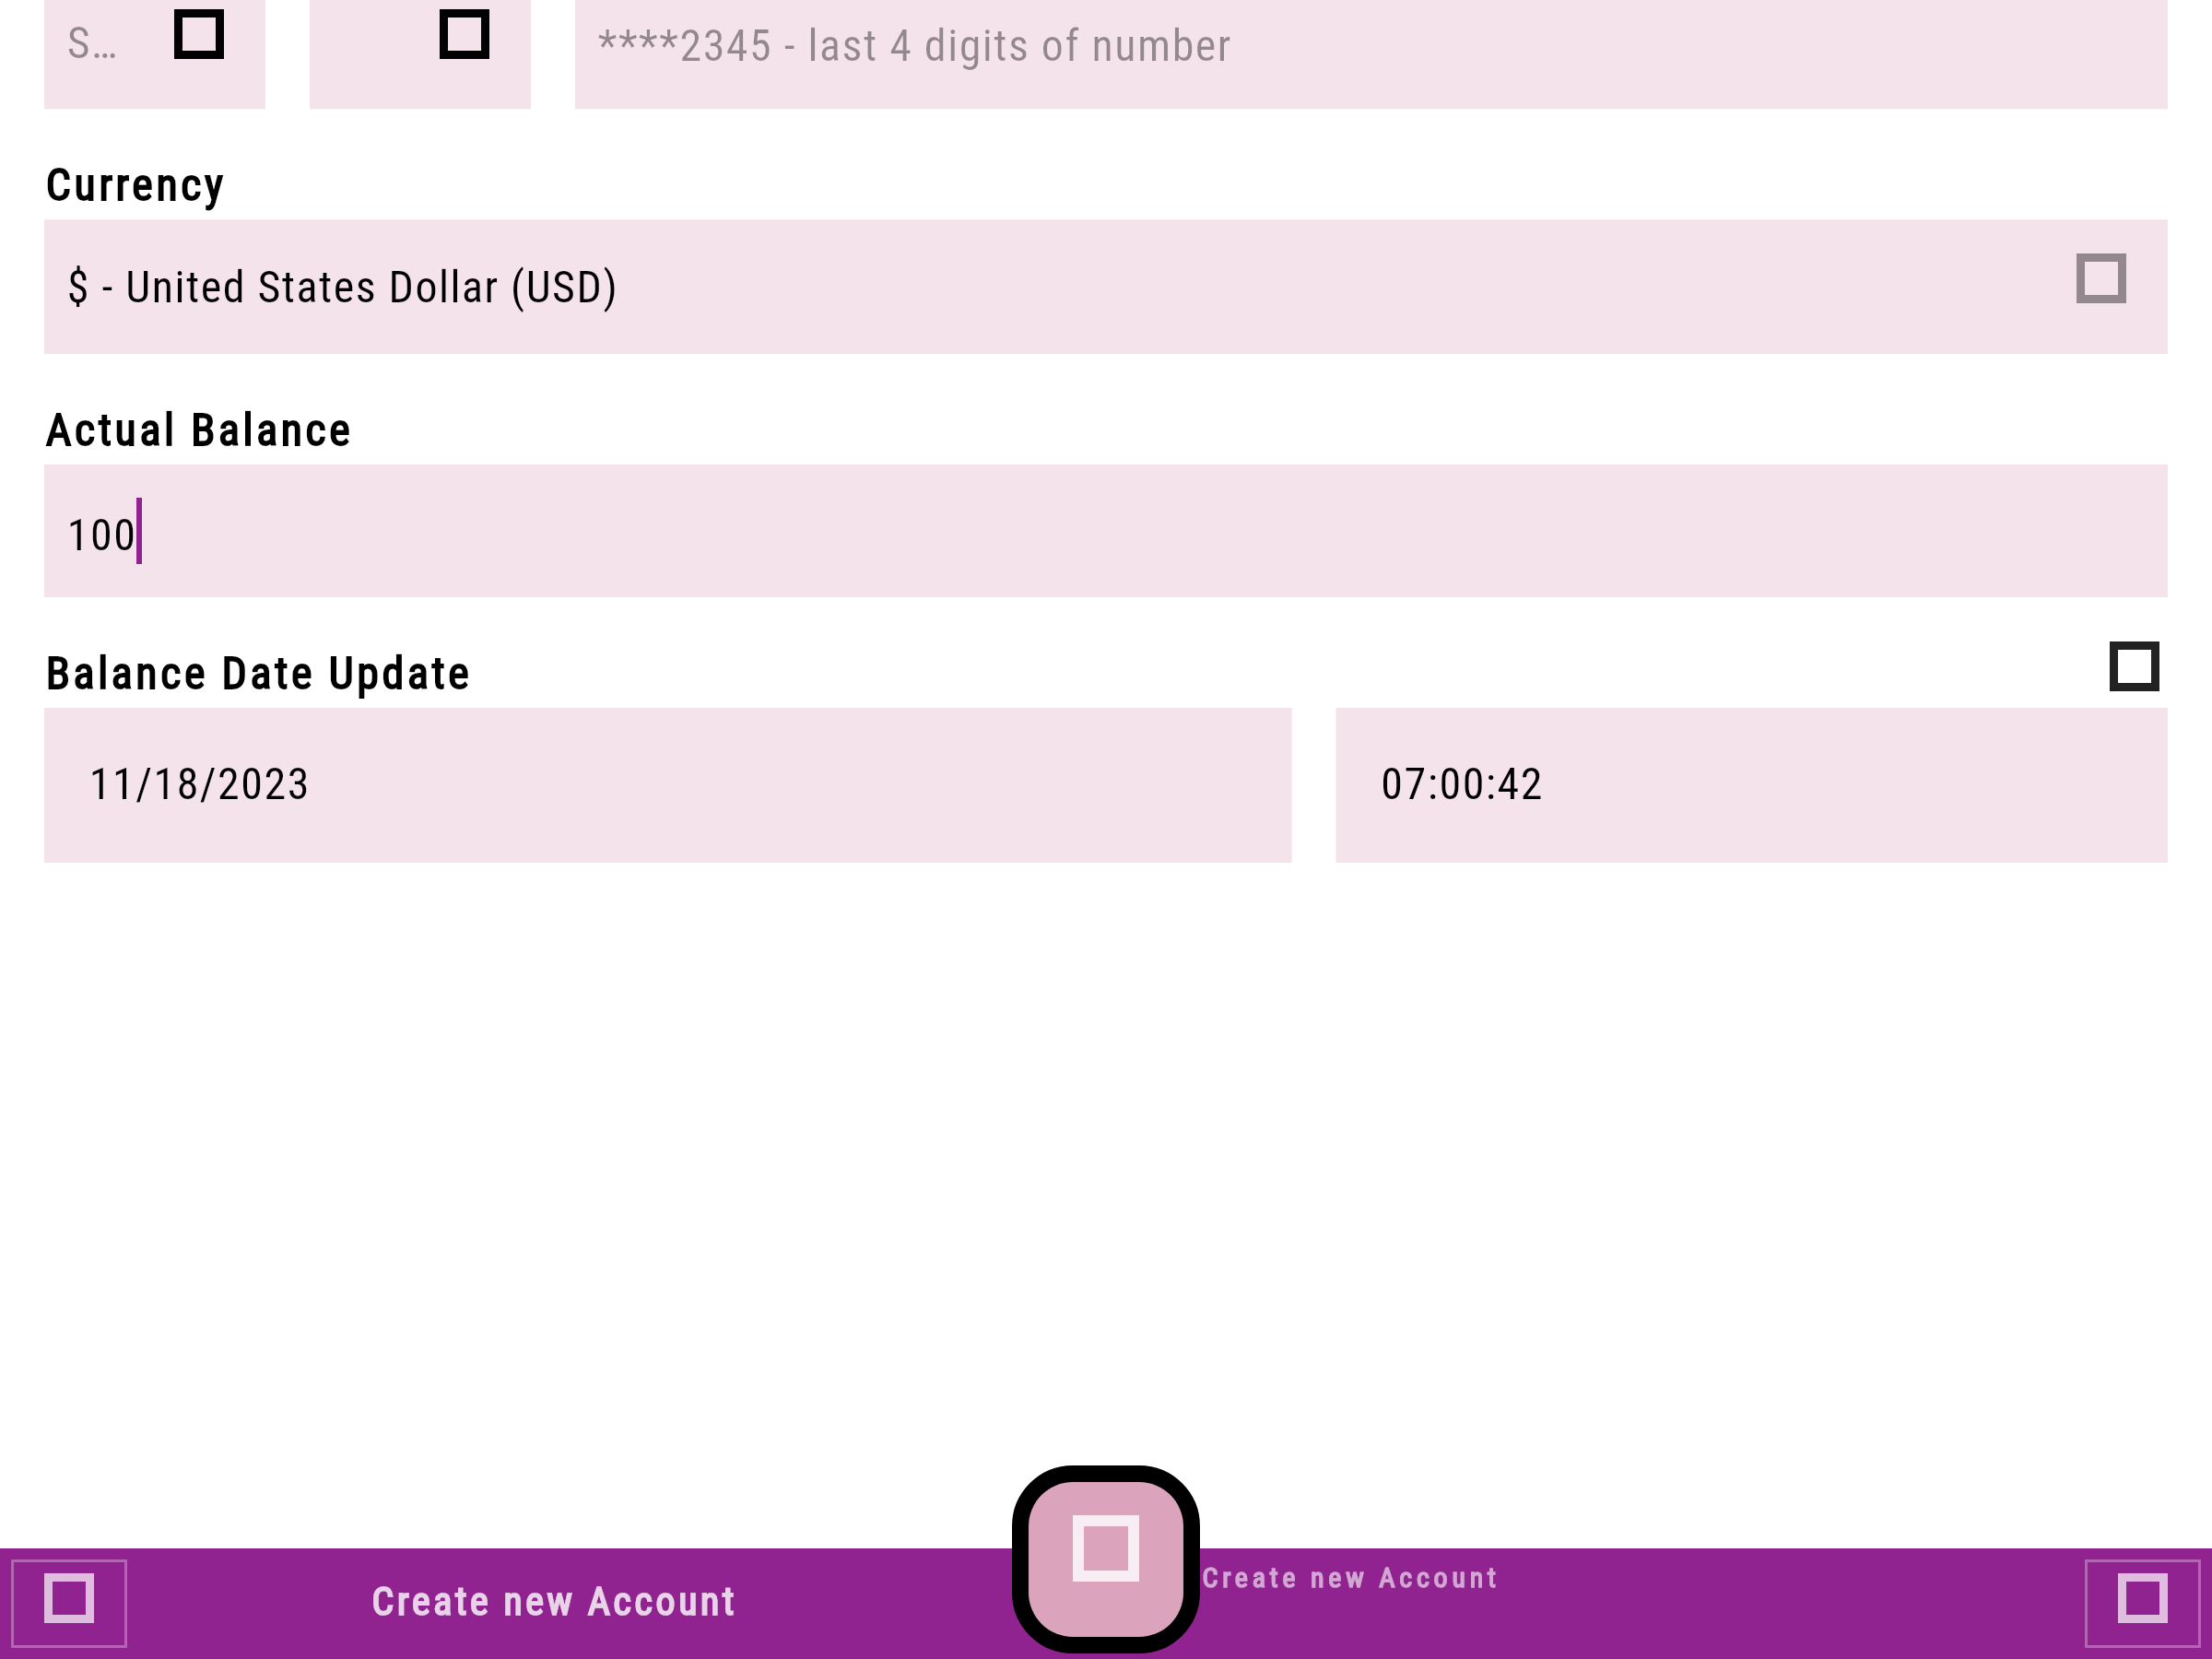 S…
****2345 - last 4 digits of number
Currency
$ - United States Dollar (USD)
Actual Balance
100
Balance Date Update
11/18/2023
07:00:42
Create new Account
Create new Account